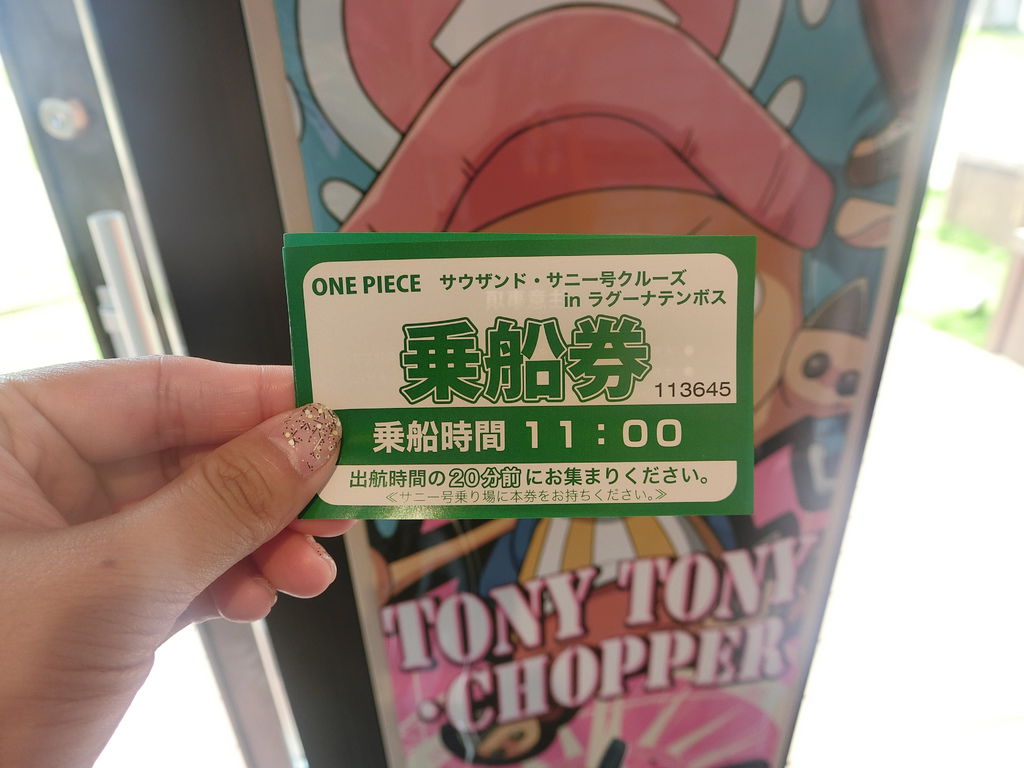 ONE PIECE サウザンド・サニー号クルーズ
in ラグーナテンボス
乗船券
113645
乗船時間 11:00
出航時間の20分前にお集まりください。
≪サニー号乗り場に本券をお持ちください。≫
TONY TONY
・CHOPPER